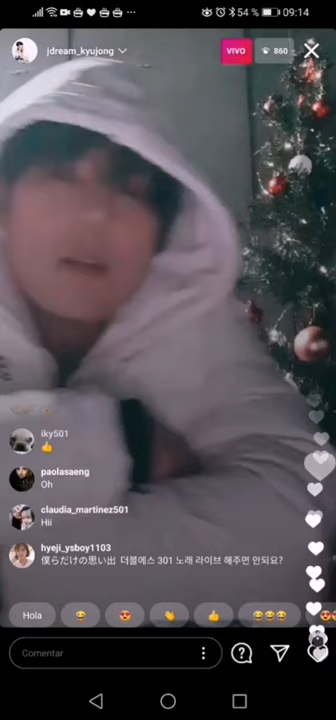 54 % 09:14
jdream_kyujong
VIVO
860
iky501
👍
paolasaeng
Oh
claudia_martinez501
Hii
hyeji_ysboy1103
僕らだけの思い出 더블에스 301 노래 라이브 해주면 안되요?
Hola 😂 😍 👏 👍 😂😂😂
Comentar